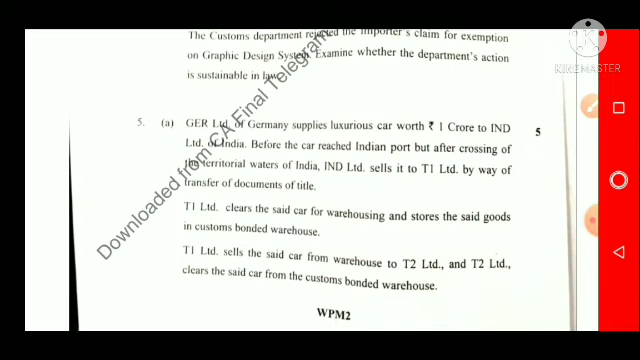 The Customs department rejected the importer's claim for exemption
on Graphic Design System. Examine whether the department's action
is sustainable in law.
KINEMASTER
5. (a) GER Ltd. of Germany supplies luxurious car worth ₹ 1 Crore to IND 5
Ltd. of India. Before the car reached Indian port but after crossing of
the territorial waters of India, IND Ltd. sells it to T1 Ltd. by way of
transfer of documents of title.
T1 Ltd. clears the said car for warehousing and stores the said goods
in customs bonded warehouse.
T1 Ltd. sells the said car from warehouse to T2 Ltd., and T2 Ltd.,
clears the said car from the customs bonded warehouse.
WPM2
Downloaded from CA Final Telegram